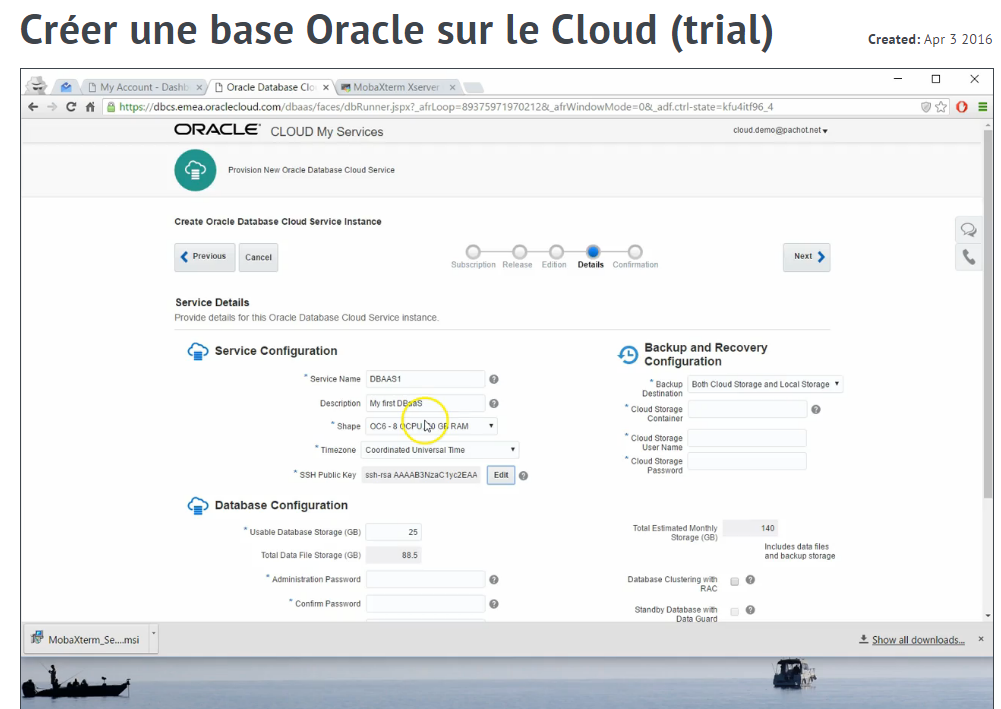 Créer une base Oracle sur le Cloud (trial)
Created: Apr 3 2016
My Account - Dashb
Oracle Database Clo
MobaXterm Xserver
https://dbcs.emea.oraclecloud.com/dbaas/faces/dbRunner.jspx?_afrLoop=89375971970212&_afrWindowMode=0&_adf.ctrl-state=kfu4itf96_4
ORACLE CLOUD My Services
cloud.demo@pachot.net
Provision New Oracle Database Cloud Service
Create Oracle Database Cloud Service Instance
Previous
Cancel
Subscription Release Edition Details Confirmation
Next
Service Details
Provide details for this Oracle Database Cloud Service instance.
Service Configuration
* Service Name DBAAS1
Description My first DBaaS
* Shape OC6 - 8 OCPU, GB RAM
* Timezone Coordinated Universal Time
* SSH Public Key ssh-rsa AAAAB3NzaC1yc2EAA Edit
Backup and Recovery
Configuration
* Backup
Destination
Both Cloud Storage and Local Storage
* Cloud Storage
Container
* Cloud Storage
User Name
* Cloud Storage
Password
Database Configuration
* Usable Database Storage (GB) 25
Total Data File Storage (GB) 88.5
* Administration Password
* Confirm Password
Total Estimated Monthly
Storage (GB)
140
Includes data files
and backup storage
Database Clustering with
RAC
Standby Database with
Data Guard
MobaXterm_Se....msi
Show all downloads...